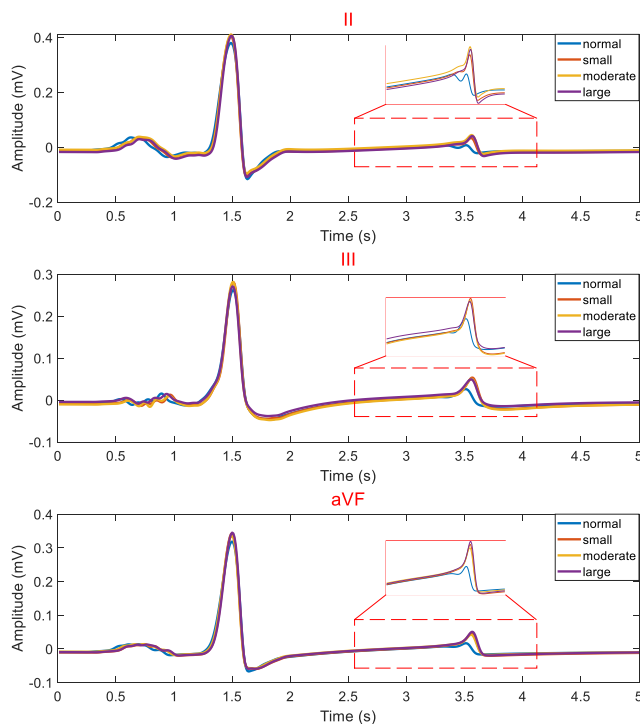 II
0.4
0.2
0
-0.2
Amplitude (mV)
normal
small
moderate
large
0 0.5 1 1.5 2 2.5 3 3.5 4 4.5 5
Time (s)
III
0.3
0.2
0.1
0
-0.1
Amplitude (mV)
normal
small
moderate
large
0 0.5 1 1.5 2 2.5 3 3.5 4 4.5 5
Time (s)
aVF
0.4
0.3
0.2
0.1
0
-0.1
Amplitude (mV)
normal
small
moderate
large
0 0.5 1 1.5 2 2.5 3 3.5 4 4.5 5
Time (s)